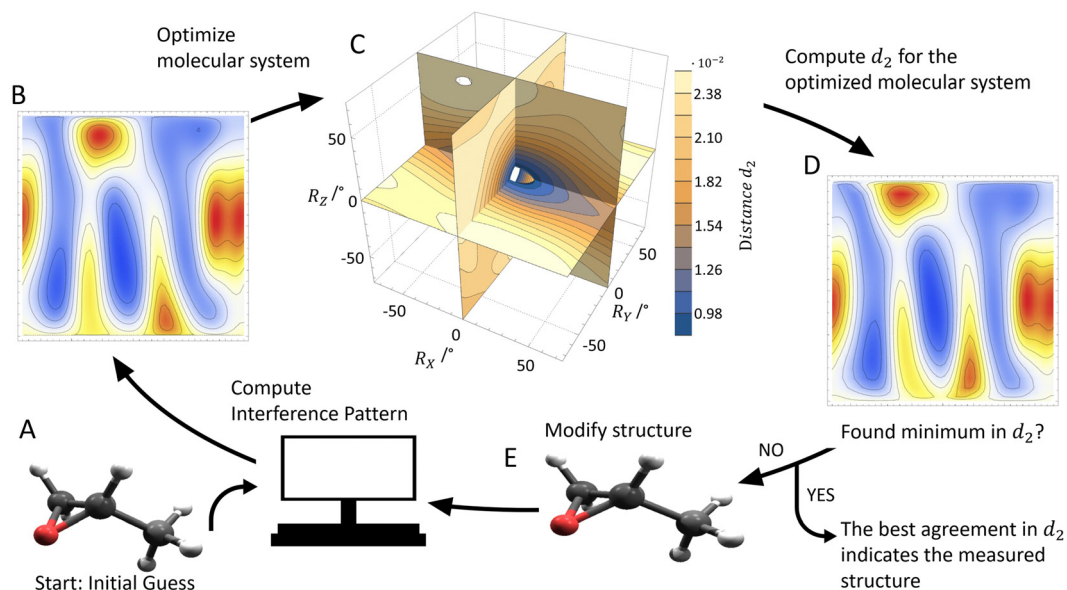 Optimize
molecular system
B
C
50
0
-50
R_Z /°
-50
0
50
R_X /°
-50
0
50
R_Y /°
· 10⁻²
2.38
2.10
1.82
1.54
1.26
0.98
Distance d₂
Compute d₂ for the
optimized molecular system
D
Compute
Interference Pattern
A
Start: Initial Guess
Modify structure
E
Found minimum in d₂?
NO
YES
The best agreement in d₂
indicates the measured
structure